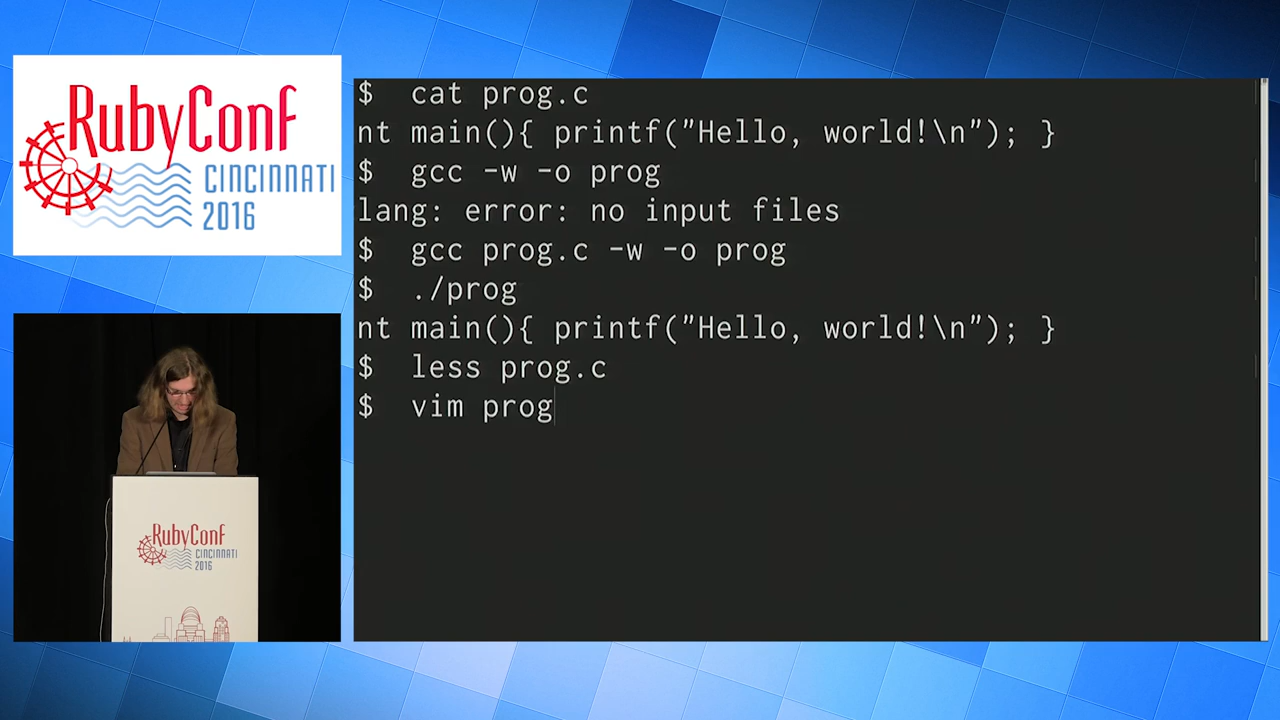 RubyConf
CINCINNATI
2016
$ cat prog.c
nt main(){ printf("Hello, world!\n"); }
$ gcc -w -o prog
lang: error: no input files
$ gcc prog.c -w -o prog
$ ./prog
nt main(){ printf("Hello, world!\n"); }
$ less prog.c
$ vim prog
RubyConf
CINCINNATI
2016